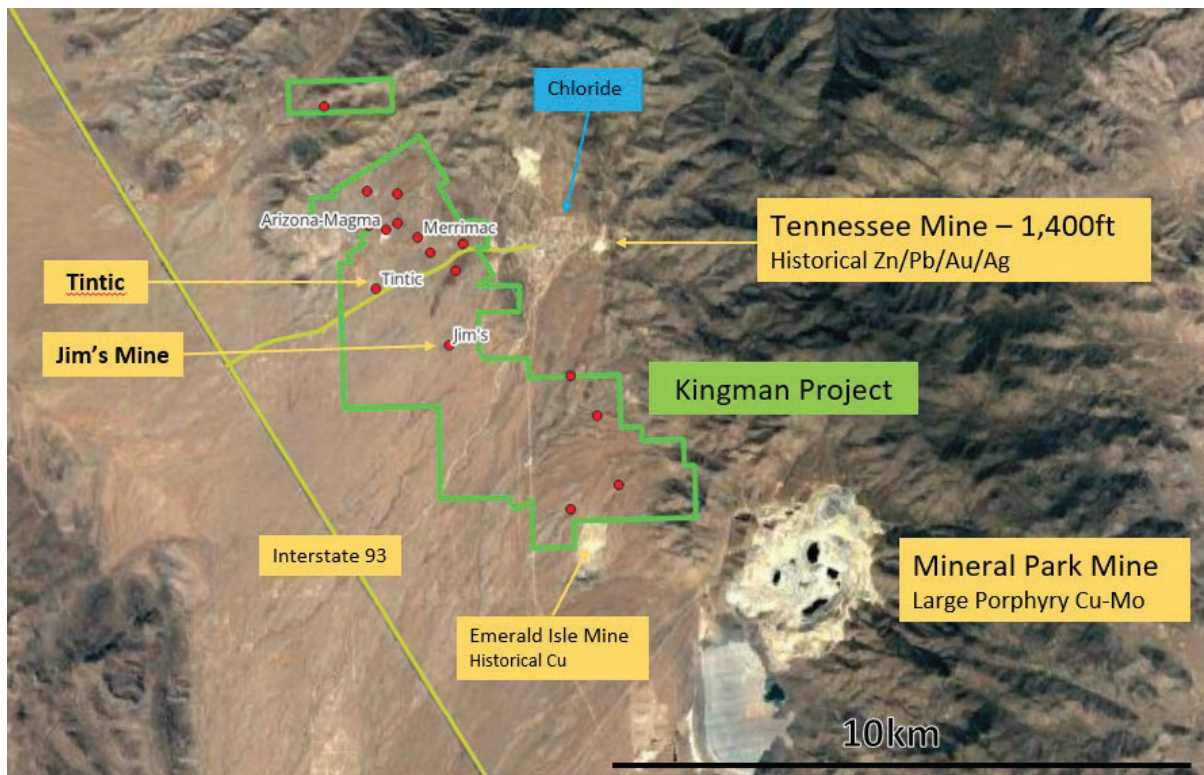 Chloride
Arizona-Magma
Merrimac
Tennessee Mine – 1,400ft
Historical Zn/Pb/Au/Ag
Tintic
Tintic
Jim's
Jim's Mine
Kingman Project
Interstate 93
Mineral Park Mine
Large Porphyry Cu-Mo
Emerald Isle Mine
Historical Cu
10km